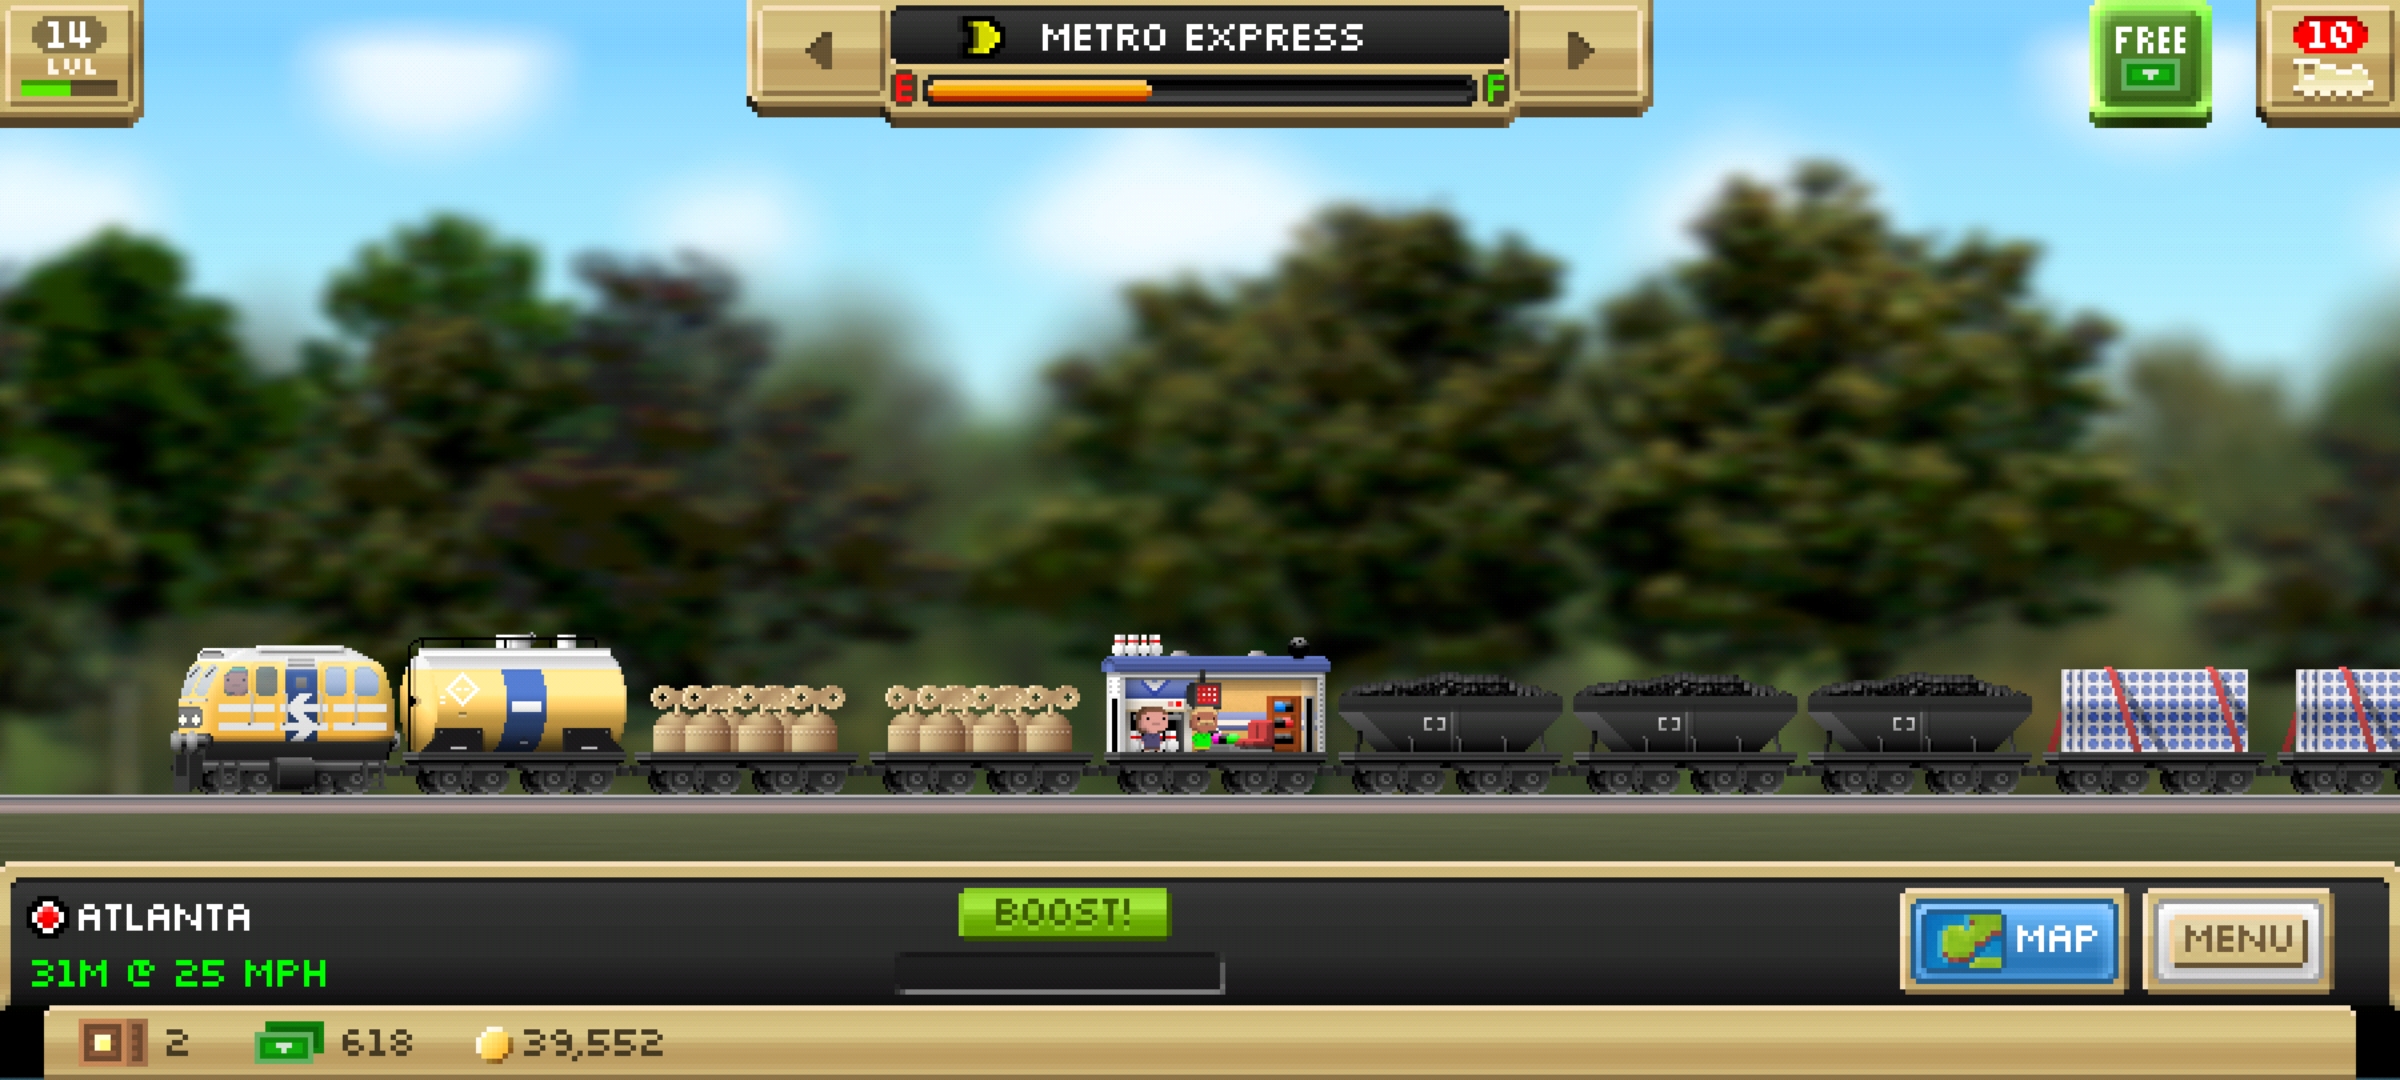 14
LVL
METRO EXPRESS
E
F
FREE
10
ATLANTA
31M @ 25 MPH
BOOST!
MAP
MENU
2
618
39,552